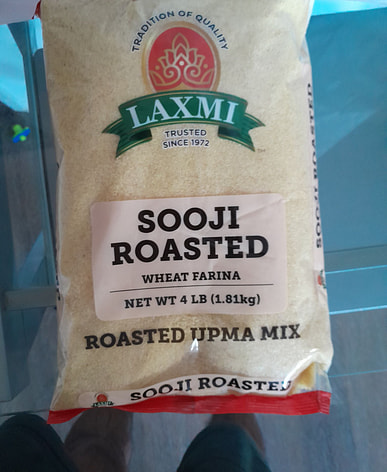 TRADITION OF QUALITY
LAXMI
TRUSTED
SINCE 1972
SOOJI
ROASTED
WHEAT FARINA
NET WT 4 LB (1.81kg)
ROASTED UPMA MIX
SOOJI ROASTED
LAXMI
SOOJI ROASTED